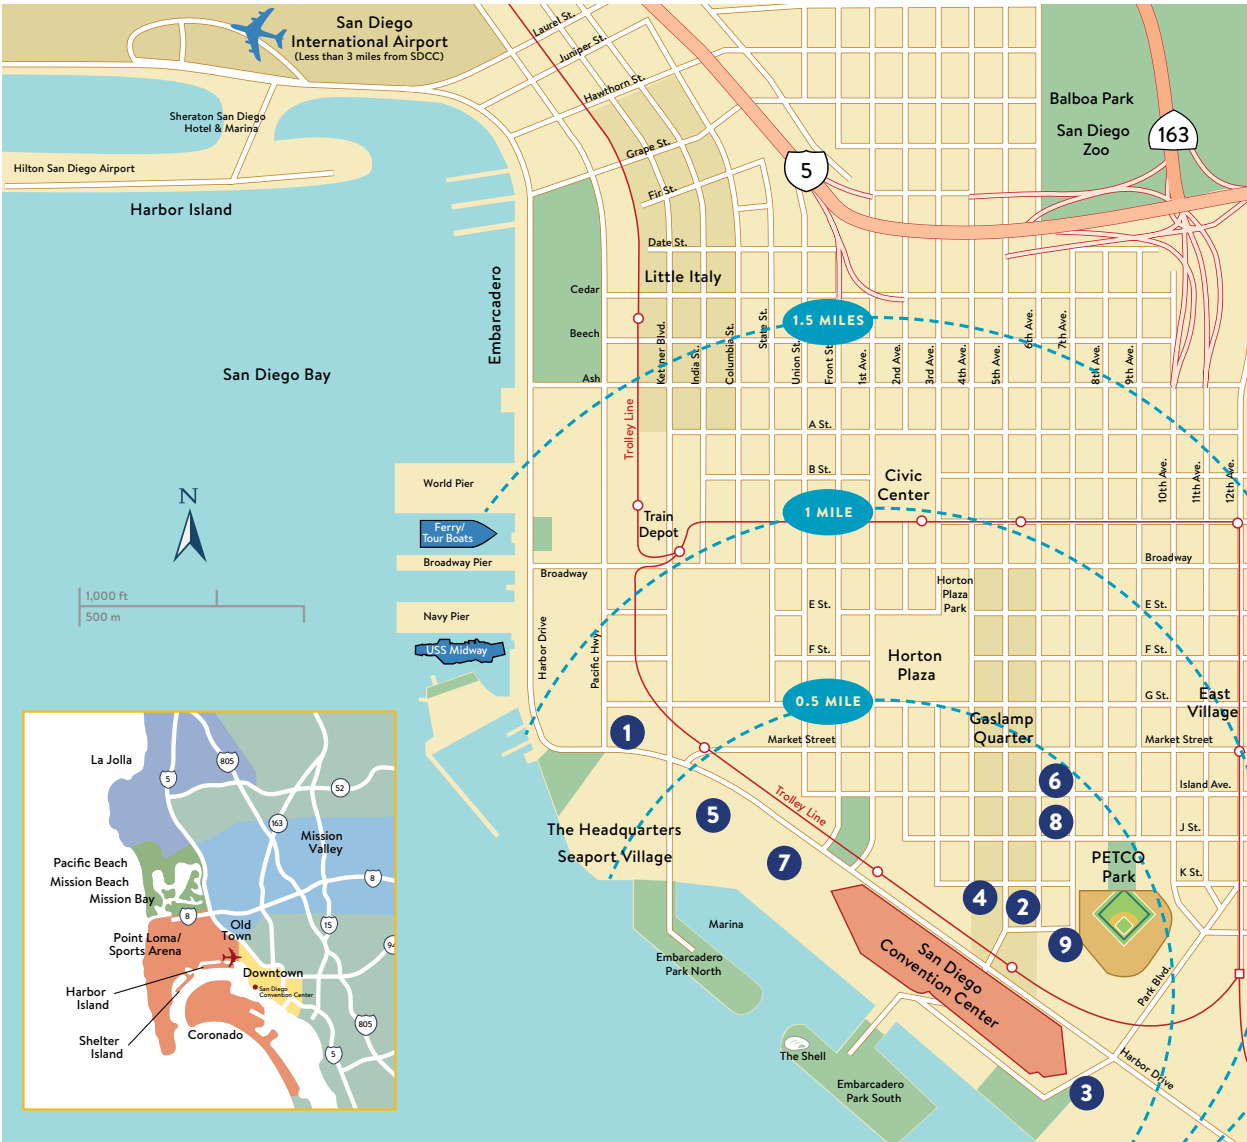 San Diego
International Airport
(Less than 3 miles from SDCC)
Laurel St.
Juniper St.
Hawthorn St.
Grape St.
Fir St.
Date St.
Little Italy
Cedar
Beech
Ash
Sheraton San Diego
Hotel & Marina
Hilton San Diego Airport
Harbor Island
Embarcadero
San Diego Bay
Balboa Park
San Diego
Zoo
163
5
1.5 MILES
Kettner Blvd.
India St.
Columbia St.
State St.
Union St.
Front St.
1st Ave.
2nd Ave.
3rd Ave.
4th Ave.
5th Ave.
6th Ave.
7th Ave.
8th Ave.
9th Ave.
10th Ave.
11th Ave.
12th Ave.
Trolley Line
A St.
B St.
Civic
Center
1 MILE
Train
Depot
World Pier
Ferry/
Tour Boats
Broadway Pier
Navy Pier
USS Midway
N
1,000 ft
500 m
Broadway
Broadway
Harbor Drive
Pacific Hwy.
Horton
Plaza
Park
E St.
E St.
F St.
F St.
Horton
Plaza
G St.
East
Village
0.5 MILE
Gaslamp
Quarter
Market Street
Market Street
1
6
Island Ave.
5
8
J St.
Trolley Line
The Headquarters
Seaport Village
7
PETCO
Park
K St.
4
2
9
Marina
Embarcadero
Park North
San Diego
Convention Center
Park Blvd.
The Shell
Embarcadero
Park South
Harbor Drive
3
La Jolla
5
805
52
163
Mission
Valley
Pacific Beach
Mission Beach
Mission Bay
8
8
15
94
Old
Town
Point Loma/
Sports Arena
Downtown
San Diego
Convention Center
Harbor
Island
Shelter
Island
Coronado
805
5